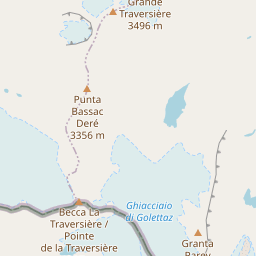 Grande
Traversière
3496 m
Punta
Bassac
Deré
3356 m
Ghiacciaio
di Golettaz
Becca La
Traversière /
Pointe
de la Traversière
Granta
Parey